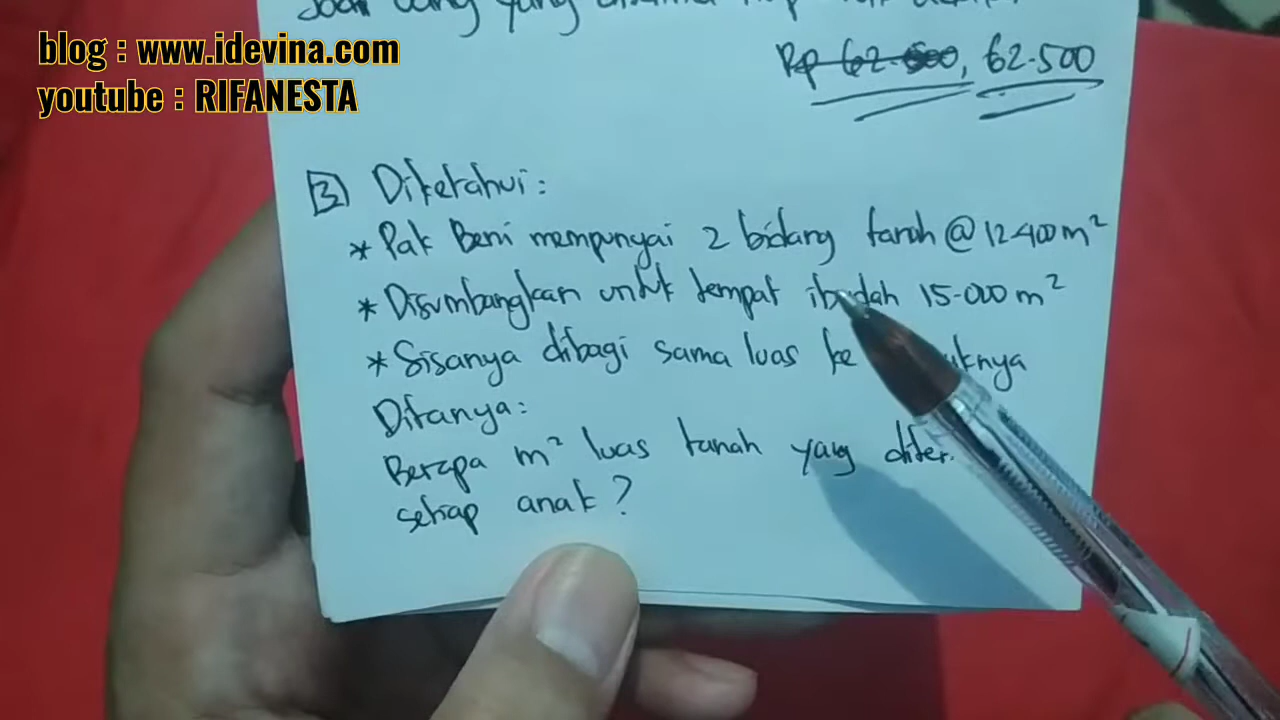 blog : www.idevina.com
youtube : RIFANESTA
yang
Rp 62.500, 62.500
3 Diketahui:
* Pak Beni mempunyai 2 bidang tanah @ 12.400 m²
* Disumbangkan untuk tempat ibadah 15.000 m²
* Sisanya dibagi sama luas ke
Ditanya:
Berapa m² luas tanah yang diter
setiap anak?